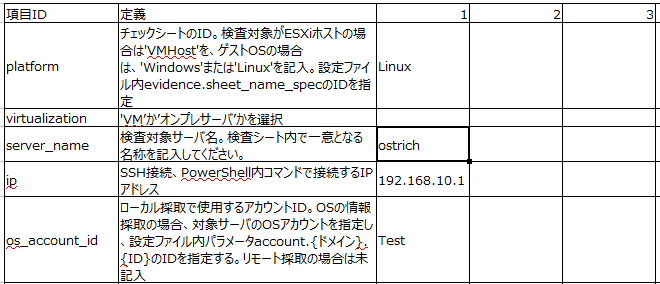 項目ID 定義 1 2 3
チェックシートのID。検査対象がESXiホストの場
合は'VMHost'を、ゲストOSの場合
は、'Windows'または'Linux'を記入。設定ファイ
ル内evidence.sheet_name_specのIDを指
定
platform
Linux
virtualization 'VM'か'オンプレサーバ'かを選択
server_name
検査対象サーバ名。検査シート内で一意となる
名称を記入してください。
ostrich
ip
SSH接続、PowerShell内コマンドで接続するIP
アドレス
192.168.10.1
ローカル採取で使用するアカウントID。OSの情報
採取の場合、対象サーバのOSアカウントを指定し
、設定ファイル内パラメータaccount.{ドメイン}.
{ID}のIDを指定する。リモート採取の場合は未
記入
os_account_id
Test